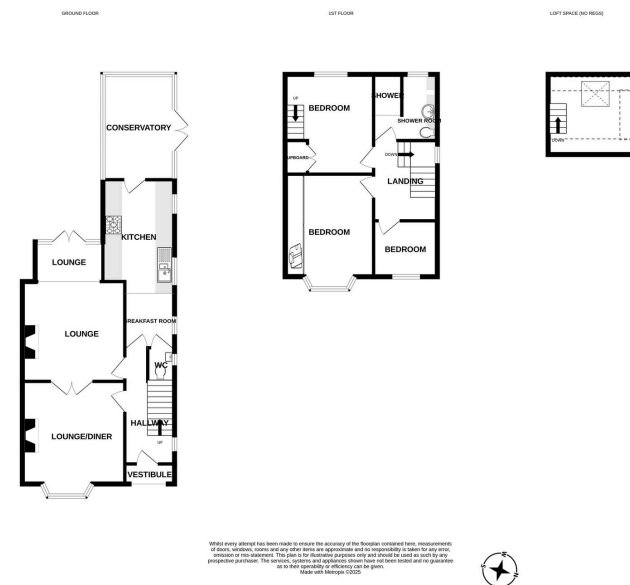 GROUND FLOOR
1ST FLOOR
LOFT SPACE (NO REGS)
CONSERVATORY
KITCHEN
LOUNGE
LOUNGE
BREAKFAST ROOM
WC
LOUNGE/DINER
HALLWAY
UP
VESTIBULE
UP
BEDROOM
SHOWER
SHOWER ROOM
UPBOARD
DOWN
LANDING
BEDROOM
BEDROOM
DOWN
Whilst every attempt has been made to ensure the accuracy of the floorplan contained here, measurements
of doors, windows, rooms and any other items are approximate and no responsibility is taken for any error,
omission or mis-statement. This plan is for illustrative purposes only and should be used as such by any
prospective purchaser. The services, systems and appliances shown have not been tested and no guarantee
as to their operability or efficiency can be given.
Made with Metropix ©2025